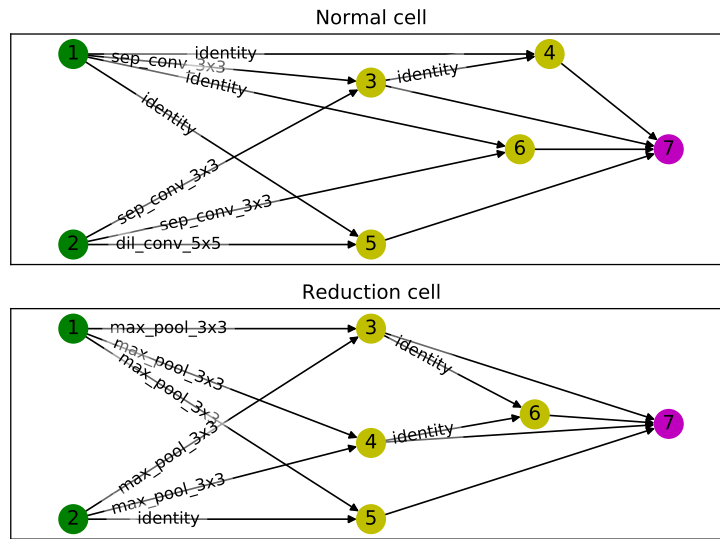 Normal cell
1
identity
4
sep_conv_3x3
3
identity
identity
identity
6
7
sep_conv_3x3
sep_conv_3x3
2
dil_conv_5x5
5
Reduction cell
1
max_pool_3x3
3
max_pool_3x3
identity
max_pool_3x3
6
7
max_pool_3x3
4
identity
max_pool_3x3
2
identity
5